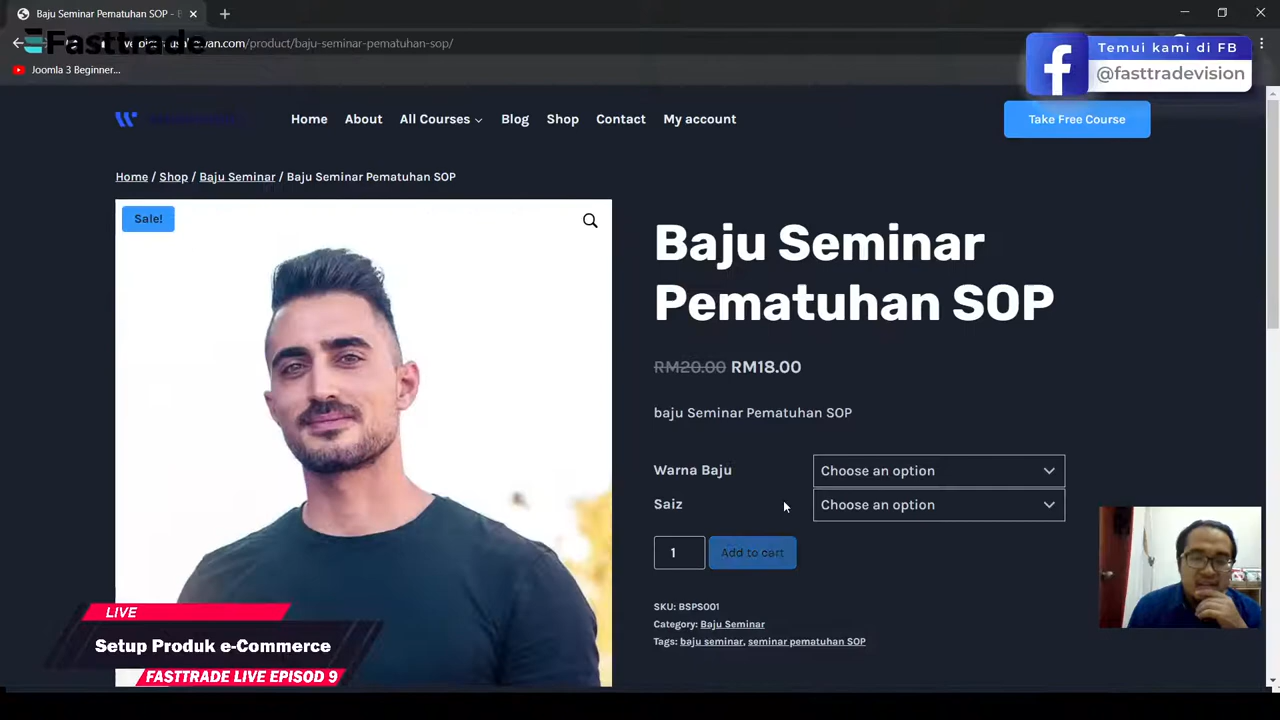 Baju Seminar Pematuhan SOP -
Fasttrade
.com/product/baju-seminar-pematuhan-sop/
Temui kami di FB
@fasttradevision
Joomla 3 Beginner...
Home
About
All Courses
Blog
Shop
Contact
My account
Take Free Course
Home / Shop / Baju Seminar / Baju Seminar Pematuhan SOP
Sale!
Baju Seminar
Pematuhan SOP
RM20.00 RM18.00
baju Seminar Pematuhan SOP
Warna Baju
Choose an option
Saiz
Choose an option
1
Add to cart
SKU: BSPS001
Category: Baju Seminar
Tags: baju seminar, seminar pematuhan SOP
LIVE
Setup Produk e-Commerce
FASTTRADE LIVE EPISOD 9